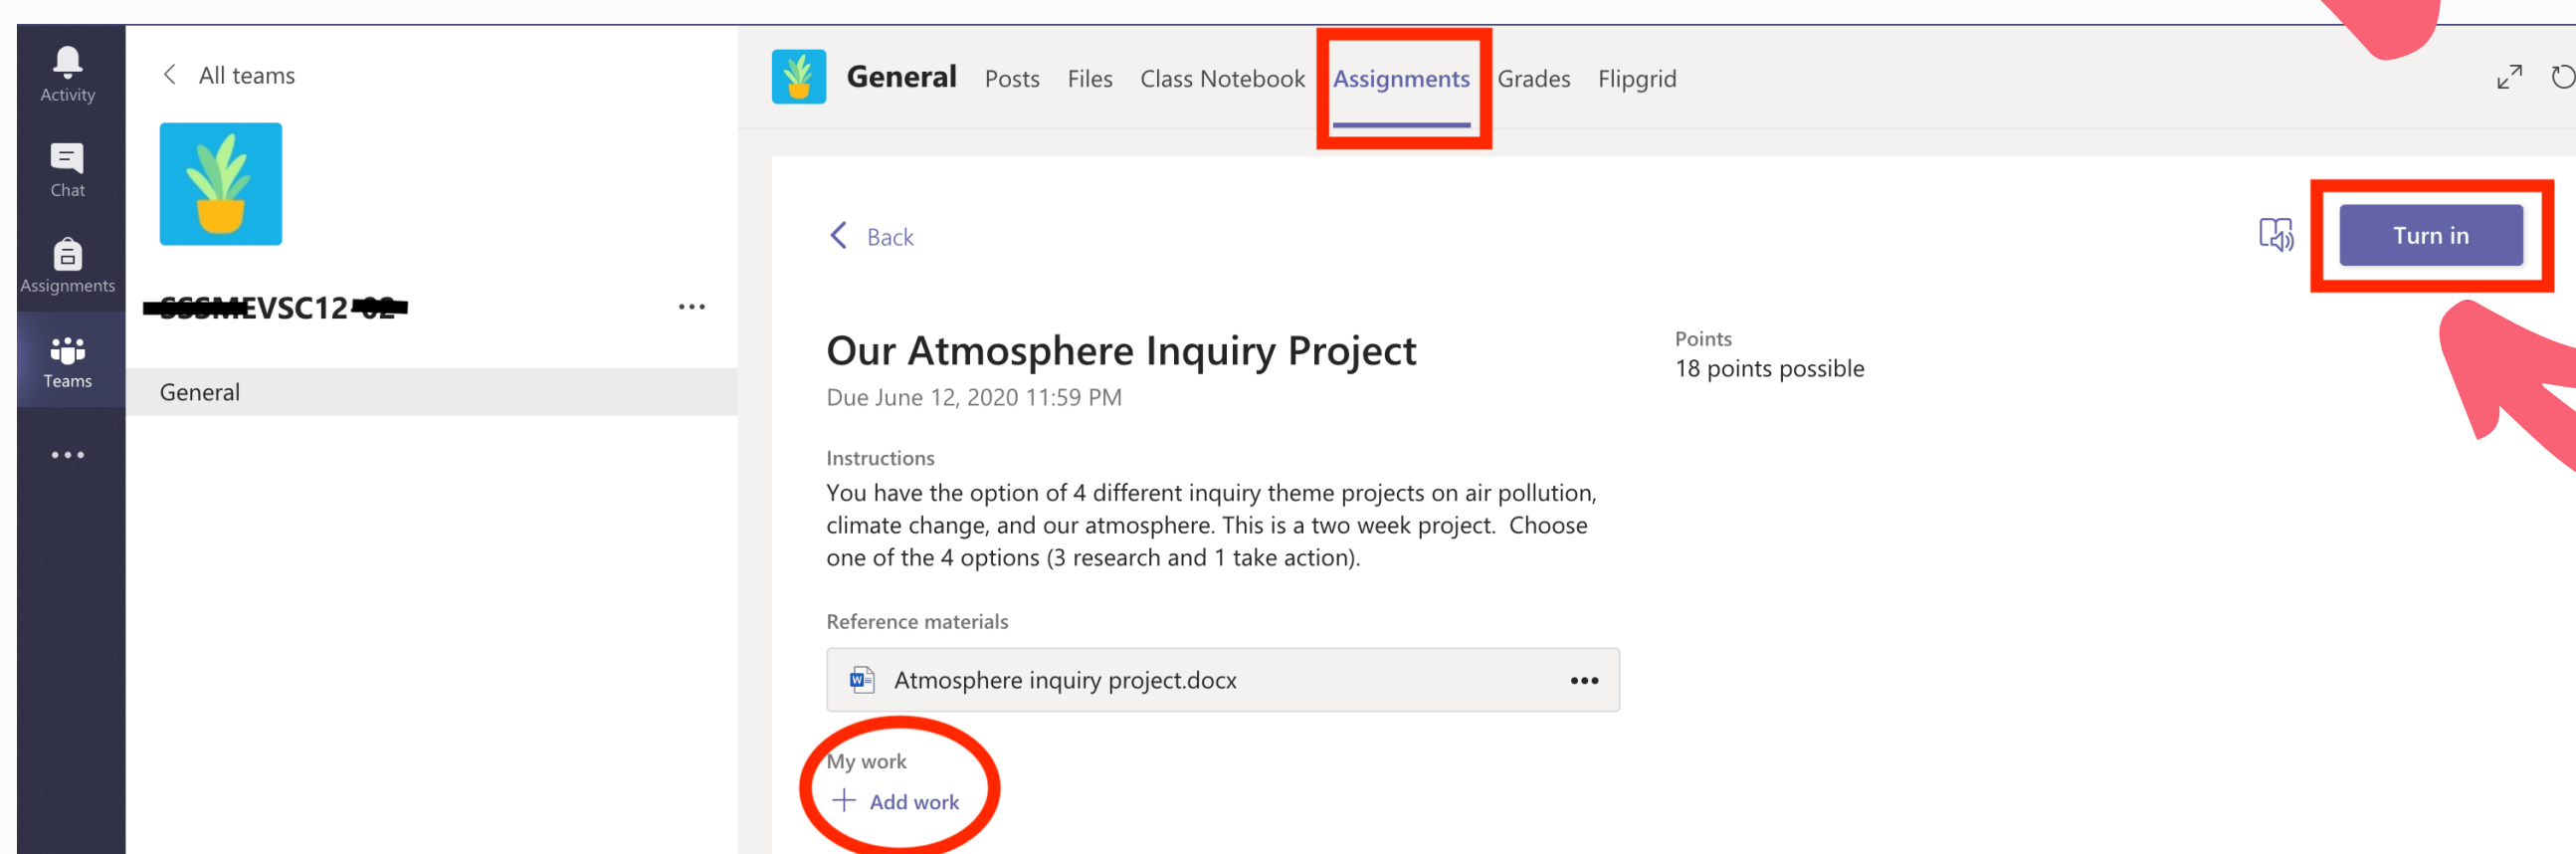 Activity
Chat
Assignments
Teams
All teams
EVSC12
General
General Posts Files Class Notebook Assignments Grades Flipgrid
Back
Turn in
Our Atmosphere Inquiry Project
Due June 12, 2020 11:59 PM
Points
18 points possible
Instructions
You have the option of 4 different inquiry theme projects on air pollution,
climate change, and our atmosphere. This is a two week project. Choose
one of the 4 options (3 research and 1 take action).
Reference materials
Atmosphere inquiry project.docx
My work
+ Add work